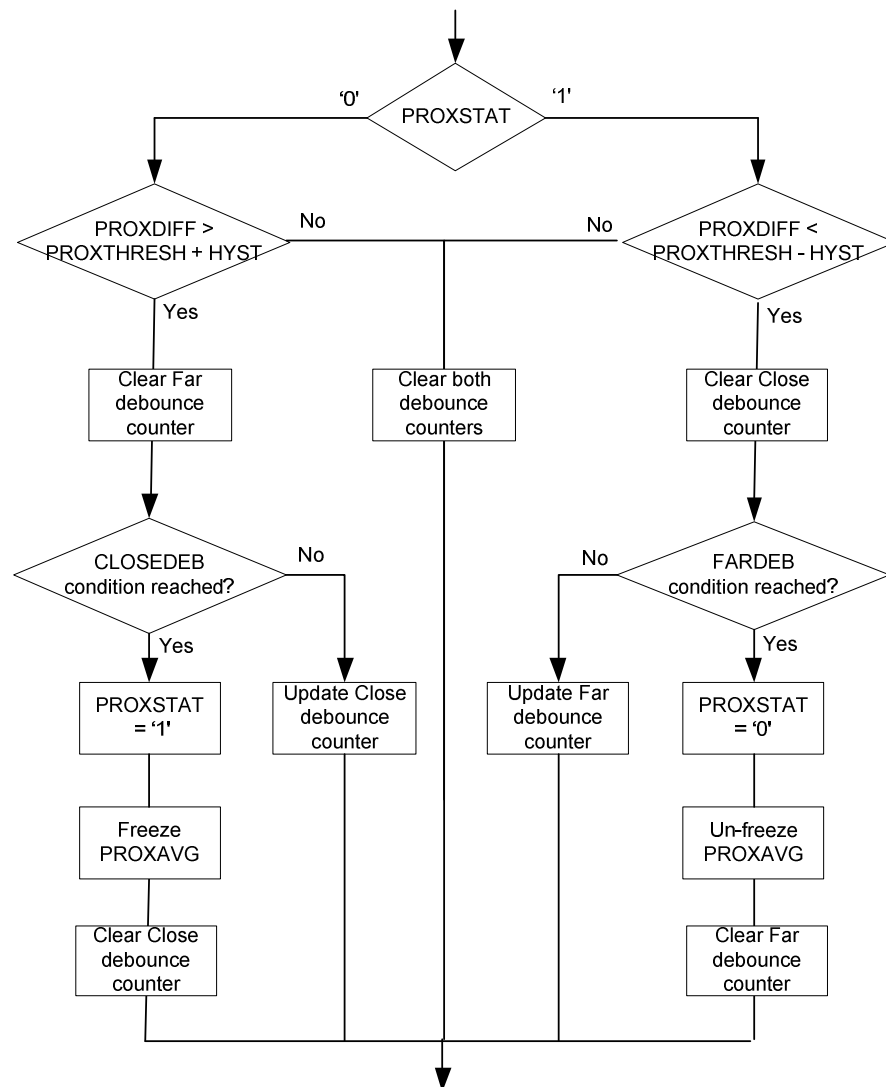 PROXSTAT
‘0'
‘1'
PROXDIFF >
PROXTHRESH + HYST
No
No
PROXDIFF <
PROXTHRESH - HYST
Yes
Yes
Clear Far
debounce
counter
Clear both
debounce
counters
Clear Close
debounce
counter
CLOSEDEB
condition reached?
No
No
FARDEB
condition reached?
Yes
Yes
PROXSTAT
= ‘1'
Update Close
debounce
counter
Update Far
debounce
counter
PROXSTAT
= ‘0'
Freeze
PROXAVG
Un-freeze
PROXAVG
Clear Close
debounce
counter
Clear Far
debounce
counter